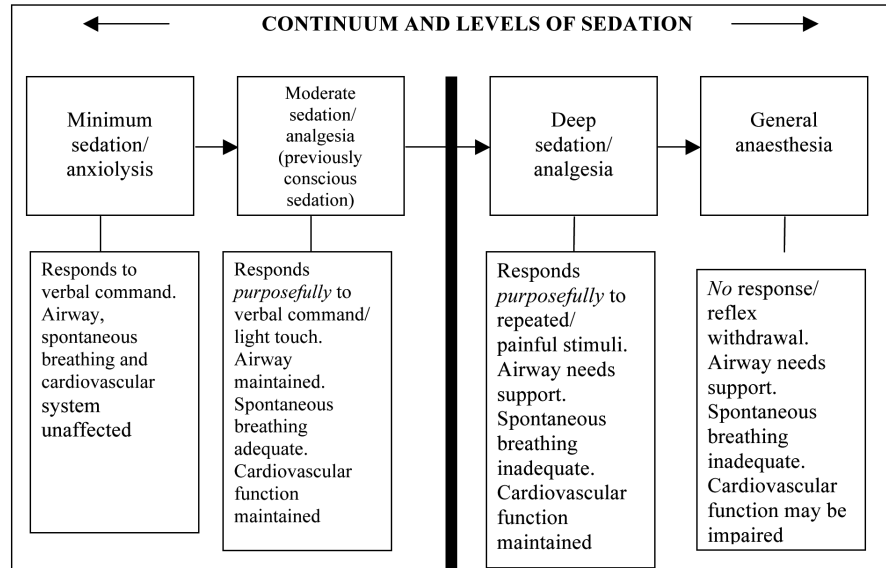 CONTINUUM AND LEVELS OF SEDATION
Minimum
sedation/
anxiolysis
Moderate
sedation/
analgesia
(previously
conscious
sedation)
Deep
sedation/
analgesia
General
anaesthesia
Responds to
verbal command.
Airway,
spontaneous
breathing and
cardiovascular
system
unaffected
Responds
purposefully to
verbal command/
light touch.
Airway
maintained.
Spontaneous
breathing
adequate.
Cardiovascular
function
maintained
Responds
purposefully to
repeated/
painful stimuli.
Airway needs
support.
Spontaneous
breathing
inadequate.
Cardiovascular
function
maintained
No response/
reflex
withdrawal.
Airway needs
support.
Spontaneous
breathing
inadequate.
Cardiovascular
function may be
impaired